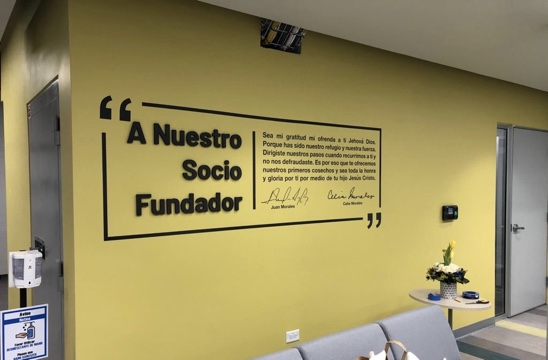 A Nuestro
Socio
Fundador
Sea mi gratitud mi ofrenda a ti Jehová Dios.
Porque has sido nuestro refugio y nuestra fuerza.
Dirigiste nuestros pasos cuando recurrimos a ti y
no nos defraudaste. Es por eso que te ofrecemos
nuestros primeros cosechos y sea toda la honra
y gloria por ti por medio de tu hijo Jesús Cristo.
Celia Morales
Juan Morales
Celia Morales